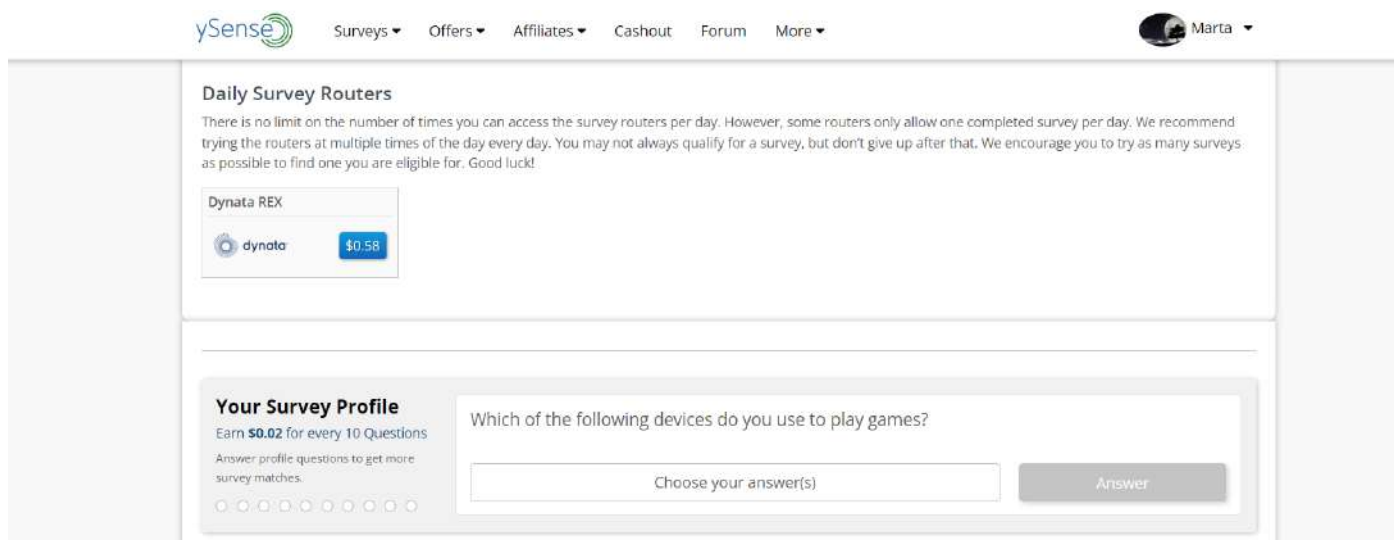 ySense
Surveys
Offers
Affiliates
Cashout
Forum
More
Marta
Daily Survey Routers
There is no limit on the number of times you can access the survey routers per day. However, some routers only allow one completed survey per day. We recommend
trying the routers at multiple times of the day every day. You may not always qualify for a survey, but don't give up after that. We encourage you to try as many surveys
as possible to find one you are eligible for. Good luck!
Dynata REX
dynata
$0.58
Your Survey Profile
Earn $0.02 for every 10 Questions
Answer profile questions to get more
survey matches.
Which of the following devices do you use to play games?
Choose your answer(s)
Answer